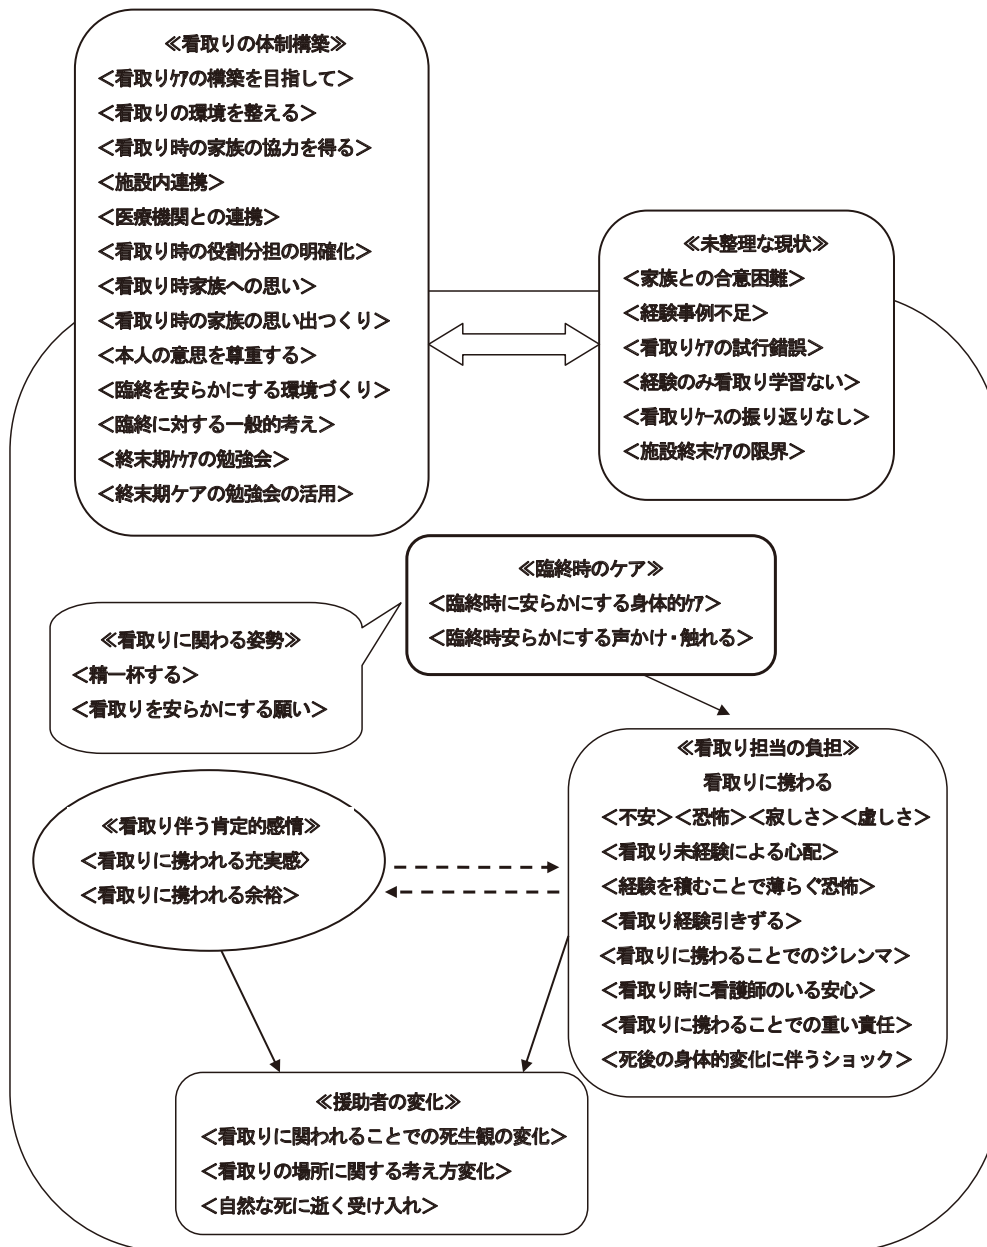 ≪看取りの体制構築≫
<看取りｹｱの構築を目指して>
<看取りの環境を整える>
<看取り時の家族の協力を得る>
<施設内連携>
<医療機関との連携>
<看取り時の役割分担の明確化>
<看取り時家族への思い>
<看取り時の家族の思い出つくり>
<本人の意思を尊重する>
<臨終を安らかにする環境づくり>
<臨終に対する一般的考え>
<終末期ｹｹｱの勉強会>
<終末期ケアの勉強会の活用>
≪未整理な現状≫
<家族との合意困難>
<経験事例不足>
<看取りｹｱの試行錯誤>
<経験のみ看取り学習ない>
<看取りｹｰｽの振り返りなし>
<施設終末ｹｱの限界>
≪臨終時のケア≫
<臨終時に安らかにする身体的ｹｱ>
<臨終時安らかにする声かけ・触れる>
≪看取りに関わる姿勢≫
<精一杯する>
<看取りを安らかにする願い>
≪看取り担当の負担≫
看取りに携わる
<不安><恐怖><寂しさ><虚しさ>
<看取り未経験による心配>
<経験を積むことで薄らぐ恐怖>
<看取り経験引きずる>
<看取りに携わることでのジレンマ>
<看取り時に看護師のいる安心>
<看取りに携わることでの重い責任>
<死後の身体的変化に伴うショック>
≪看取り伴う肯定的感情≫
<看取りに携われる充実感>
<看取りに携われる余裕>
≪援助者の変化≫
<看取りに関われることでの死生観の変化>
<看取りの場所に関する考え方変化>
<自然な死に逝く受け入れ>